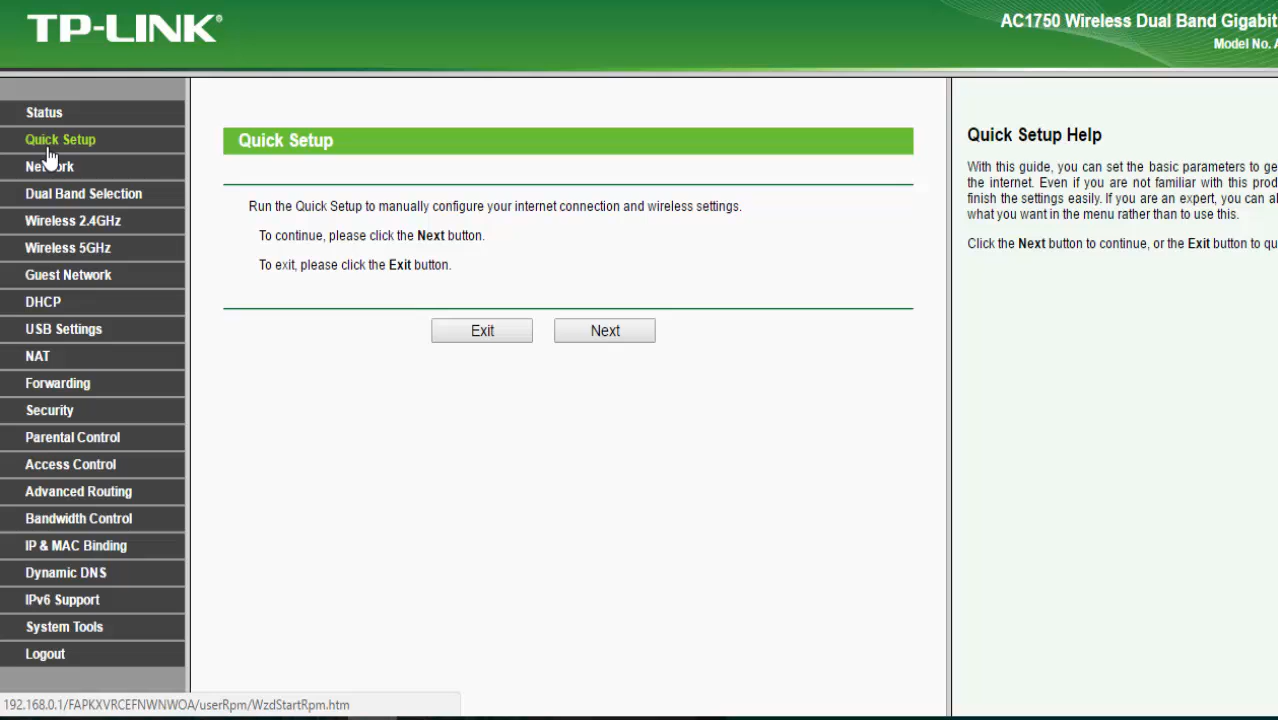 TP-LINK®
AC1750 Wireless Dual Band Gigabit
Model No. A
Status
Quick Setup
Network
Dual Band Selection
Wireless 2.4GHz
Wireless 5GHz
Guest Network
DHCP
USB Settings
NAT
Forwarding
Security
Parental Control
Access Control
Advanced Routing
Bandwidth Control
IP & MAC Binding
Dynamic DNS
IPv6 Support
System Tools
Logout
Quick Setup
Run the Quick Setup to manually configure your internet connection and wireless settings.
To continue, please click the Next button.
To exit, please click the Exit button.
Exit
Next
Quick Setup Help
With this guide, you can set the basic parameters to ge
the internet. Even if you are not familiar with this prod
finish the settings easily. If you are an expert, you can al
what you want in the menu rather than to use this.
Click the Next button to continue, or the Exit button to qu
192.168.0.1/FAPKXVRCEFNWNWOA/userRpm/WzdStartRpm.htm